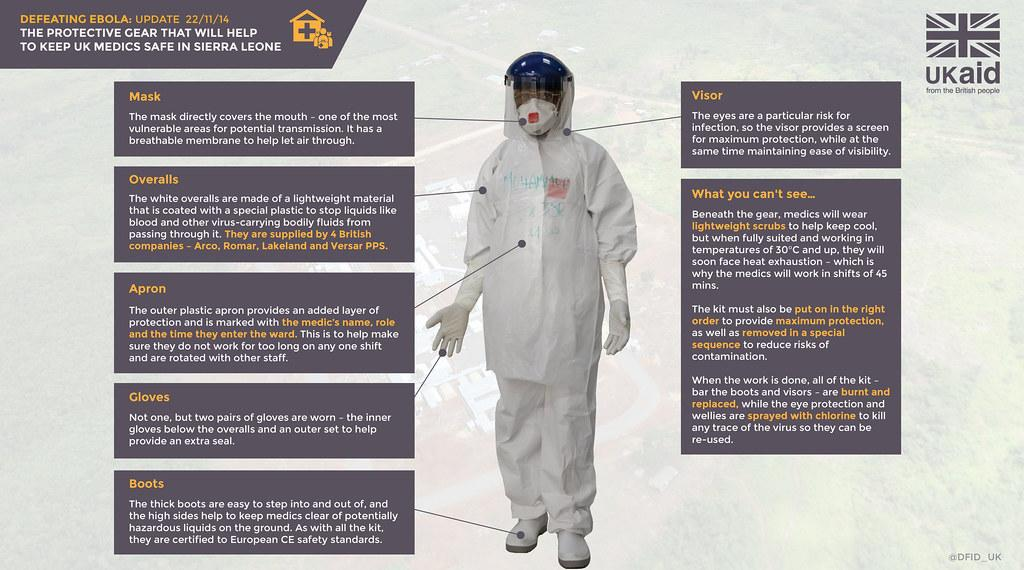 DEFEATING EBOLA: UPDATE 22/11/14
THE PROTECTIVE GEAR THAT WILL HELP
TO KEEP UK MEDICS SAFE IN SIERRA LEONE
UKaid
from the British people
Mask
The mask directly covers the mouth – one of the most
vulnerable areas for potential transmission. It has a
breathable membrane to help let air through.
Overalls
The white overalls are made of a lightweight material
that is coated with a special plastic to stop liquids like
blood and other virus-carrying bodily fluids from
passing through it. They are supplied by 4 British
companies – Arco, Romar, Lakeland and Versar PPS.
Apron
The outer plastic apron provides an added layer of
protection and is marked with the medic's name, role
and the time they enter the ward. This is to help make
sure they do not work for too long on any one shift
and are rotated with other staff.
Gloves
Not one, but two pairs of gloves are worn – the inner
gloves below the overalls and an outer set to help
provide an extra seal.
Boots
The thick boots are easy to step into and out of, and
the high sides help to keep medics clear of potentially
hazardous liquids on the ground. As with all the kit,
they are certified to European CE safety standards.
Visor
The eyes are a particular risk for
infection, so the visor provides a screen
for maximum protection, while at the
same time maintaining ease of visibility.
What you can't see...
Beneath the gear, medics will wear
lightweight scrubs to help keep cool,
but when fully suited and working in
temperatures of 30°C and up, they will
soon face heat exhaustion – which is
why the medics will work in shifts of 45
mins.
The kit must also be put on in the right
order to provide maximum protection,
as well as removed in a special
sequence to reduce risks of
contamination.
When the work is done, all of the kit –
bar the boots and visors – are burnt and
replaced, while the eye protection and
wellies are sprayed with chlorine to kill
any trace of the virus so they can be
re-used.
@DFID_UK